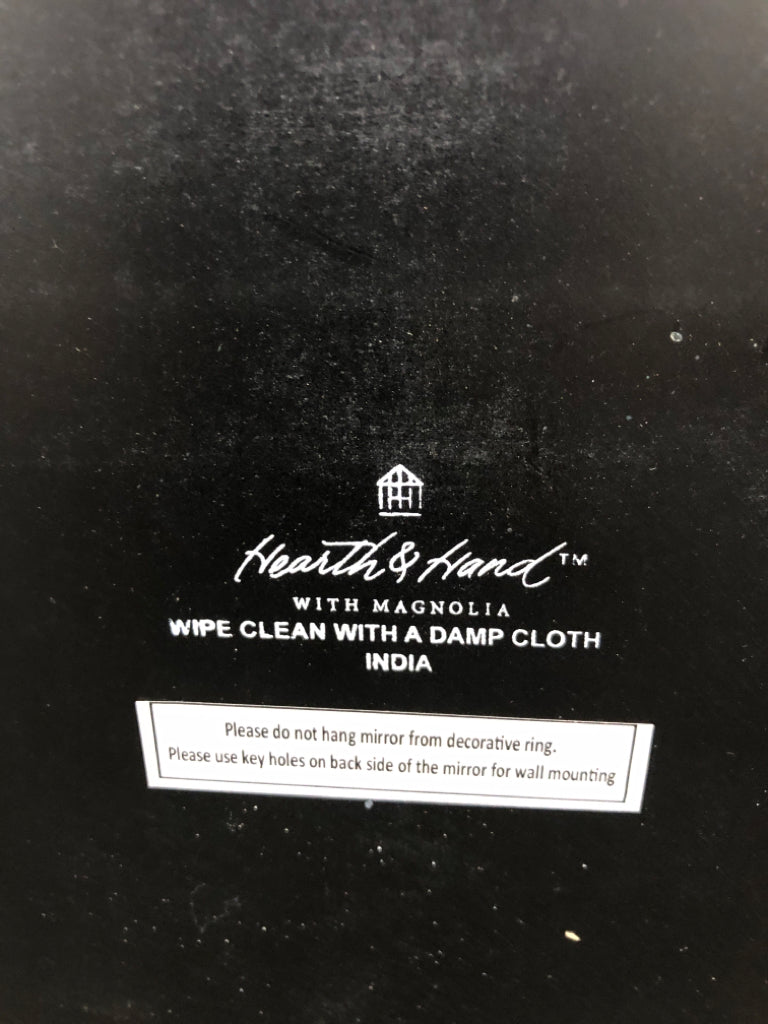 Hearth & Hand™
WITH MAGNOLIA
WIPE CLEAN WITH A DAMP CLOTH
INDIA
Please do not hang mirror from decorative ring.
Please use key holes on back side of the mirror for wall mounting